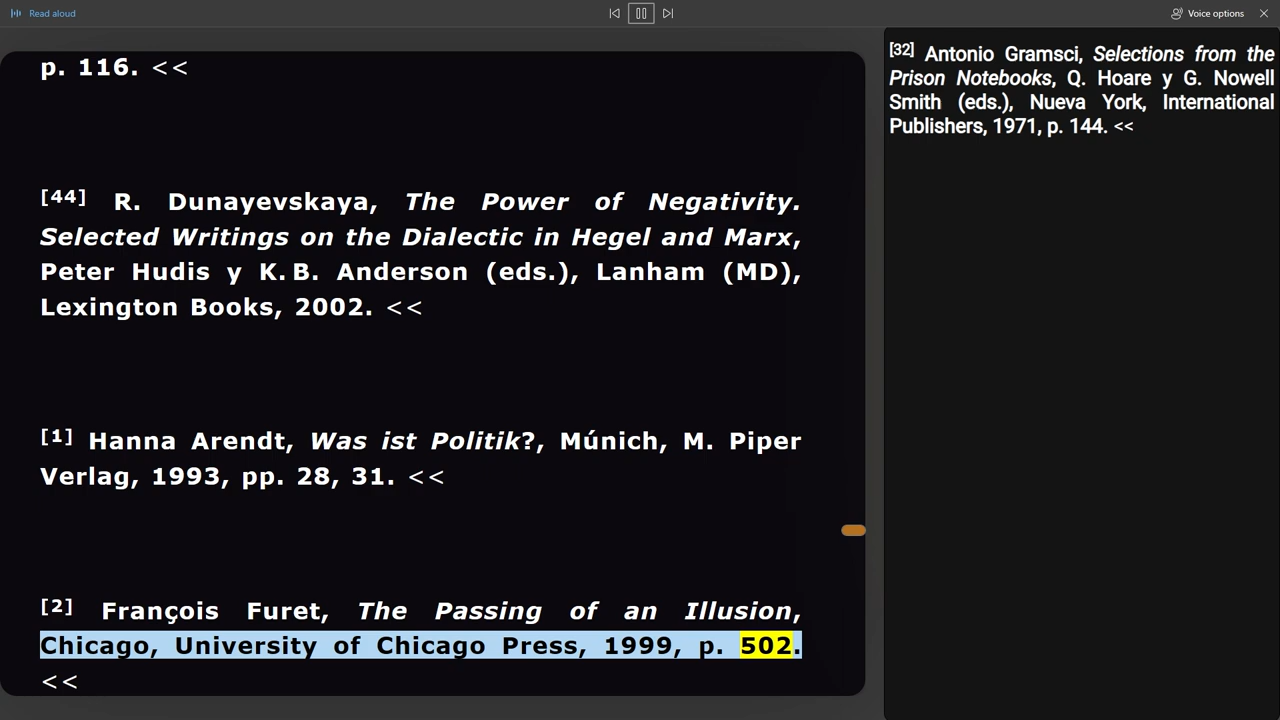 Read aloud
Voice options
p. 116. <<
[44] R. Dunayevskaya, The Power of Negativity.
Selected Writings on the Dialectic in Hegel and Marx,
Peter Hudis y K. B. Anderson (eds.), Lanham (MD),
Lexington Books, 2002. <<
[1] Hanna Arendt, Was ist Politik?, Múnich, M. Piper
Verlag, 1993, pp. 28, 31. <<
[2] François Furet, The Passing of an Illusion,
Chicago, University of Chicago Press, 1999, p. 502.
<<
[32] Antonio Gramsci, Selections from the
Prison Notebooks, Q. Hoare y G. Nowell
Smith (eds.), Nueva York, International
Publishers, 1971, p. 144. <<